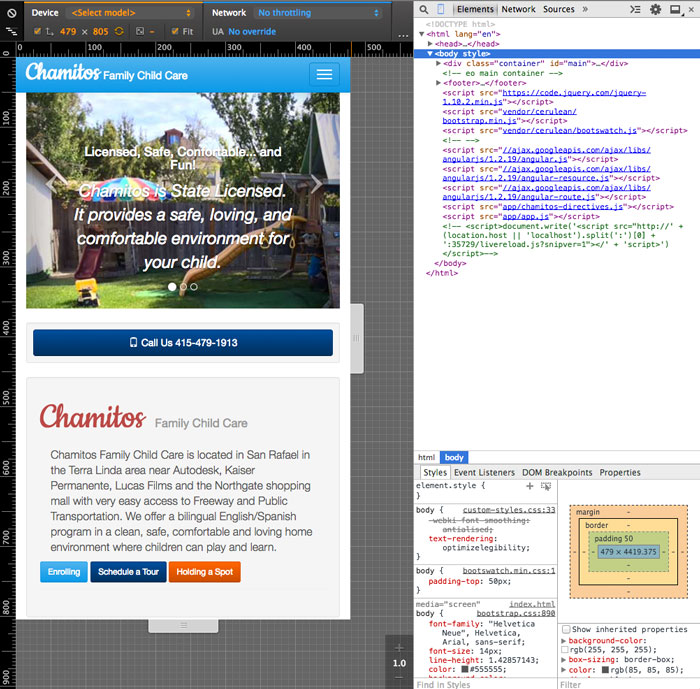 Device <Select model> Network No throttling
479 x 805 Fit UA No override ...
0 100 200 300 400 500
0 100 200 300 400 500 600 700 800 900
Chamitos Family Child Care
Licensed, Safe, Comfortable... and
Fun!
Chamitos is State Licensed.
It provides a safe, loving, and
comfortable environment for
your child.
Call Us 415-479-1913
Chamitos Family Child Care
Chamitos Family Child Care is located in San Rafael in
the Terra Linda area near Autodesk, Kaiser
Permanente, Lucas Films and the Northgate shopping
mall with very easy access to Freeway and Public
Transportation. We offer a bilingual English/Spanish
program in a clean, safe, comfortable and loving home
environment where children can play and learn.
Enrolling Schedule a Tour Holding a Spot
1.0
Elements Network Sources »
<!DOCTYPE html>
<html lang="en">
<head>…</head>
<body style>
<div class="container" id="main">…</div>
<!-- eo main container -->
<footer>…</footer>
<script src="https://code.jquery.com/jquery-
1.10.2.min.js"></script>
<script src="vendor/cerulean/
bootstrap.min.js"></script>
<script src="vendor/cerulean/bootswatch.js"></script>
<!-- -->
<script src="//ajax.googleapis.com/ajax/libs/
angularjs/1.2.19/angular.js"></script>
<script src="//ajax.googleapis.com/ajax/libs/
angularjs/1.2.19/angular-resource.js"></script>
<script src="//ajax.googleapis.com/ajax/libs/
angularjs/1.2.19/angular-route.js"></script>
<script src="app/chamitos-directives.js"></script>
<script src="app/app.js"></script>
<!-- <script>document.write('<script src="http://' +
(location.host || 'localhost').split(':')[0] +
':35729/livereload.js?snipver=1"></' + 'script>')
</script>-->
</body>
</html>
html body
Styles Event Listeners DOM Breakpoints Properties
element.style {
}
body { custom-styles.css:33
-webki font-smoothing:
antialised;
text-rendering:
optimizelegibility;
}
body { bootswatch.min.css:1
padding-top: 50px;
}
media="screen" index.html
body { bootstrap.css:890
font-family: "Helvetica
Neue", Helvetica,
Arial, sans-serif;
font-size: 14px;
line-height: 1.42857143;
color: #555555;
Find in Styles
margin -
border -
padding 50
479 × 4419.375
Show inherited properties
background-color:
rgb(255, 255, 255);
box-sizing: border-box;
color: rgb(85, 85, 85);
Filter